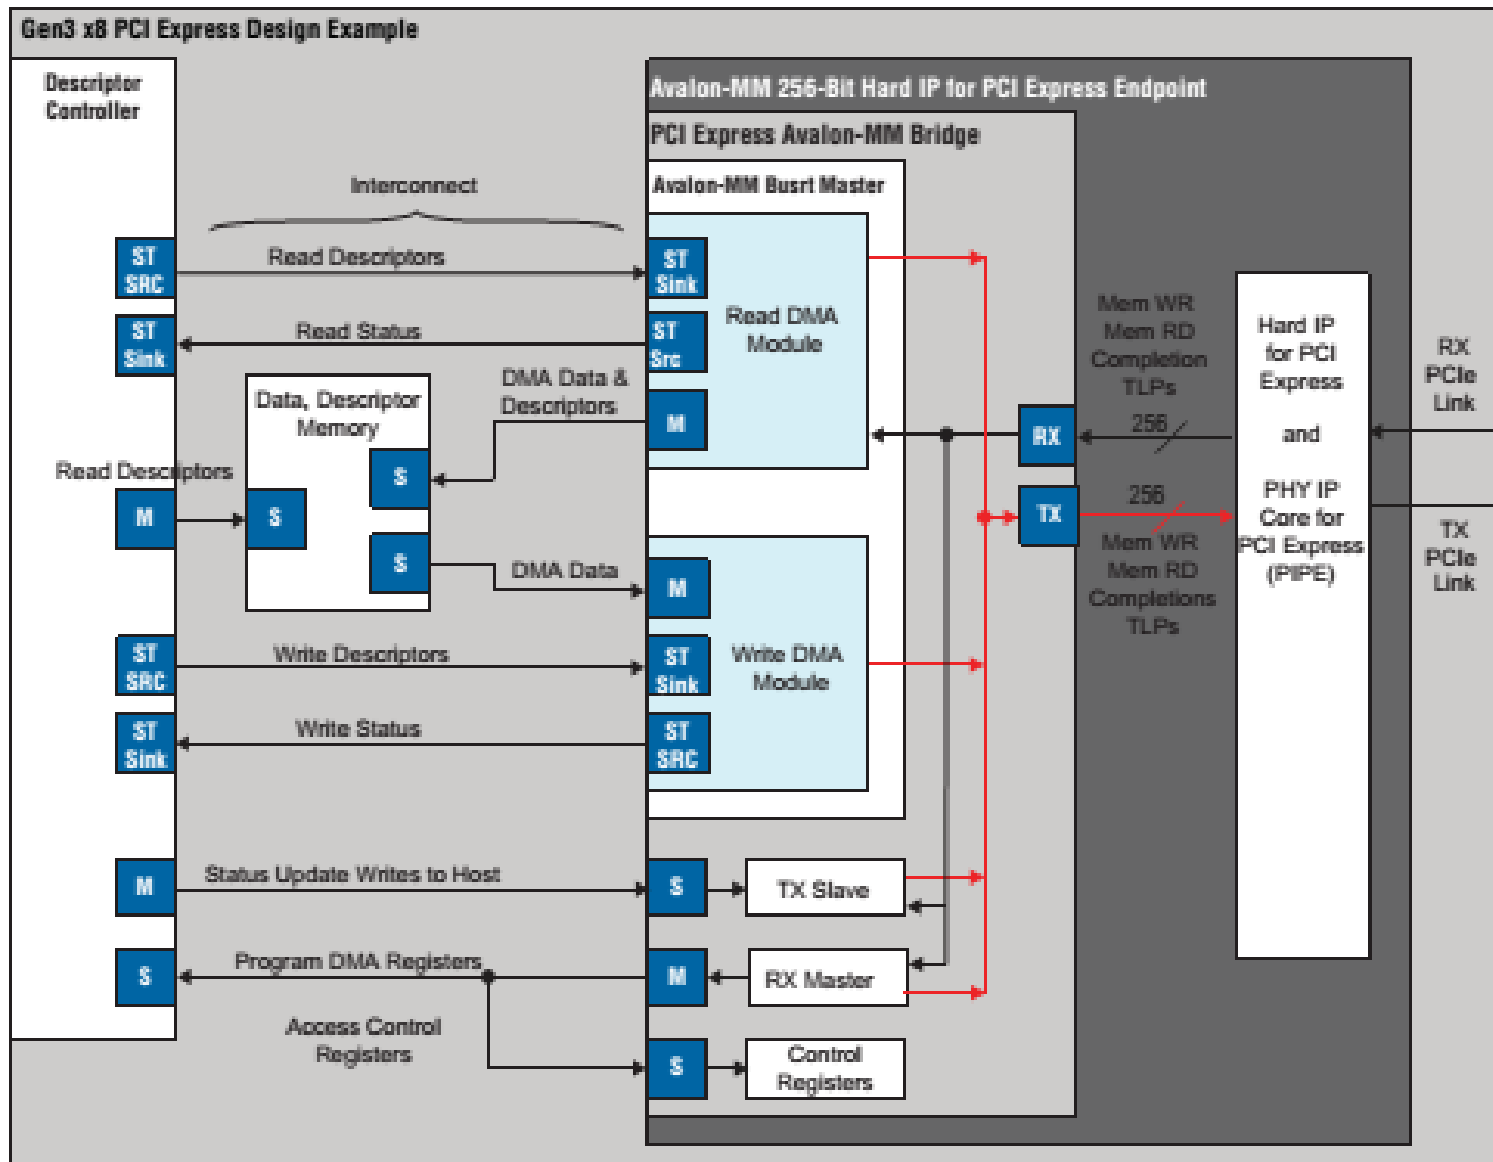 Gen3 x8 PCI Express Design Example
Descriptor
Controller
Avalon-MM 256-Bit Hard IP for PCI Express Endpoint
PCI Express Avalon-MM Bridge
Interconnect
Avalon-MM Busrt Master
ST
SRC
Read Descriptors
ST
Sink
Read DMA
Module
ST
Sink
Read Status
ST
Src
DMA Data &
Descriptors
M
Data, Descriptor
Memory
S
Read Descriptors
M
S
S
DMA Data
M
ST
SRC
Write Descriptors
ST
Sink
Write DMA
Module
ST
Sink
Write Status
ST
SRC
M
Status Update Writes to Host
S
TX Slave
S
Program DMA Registers
M
RX Master
Access Control
Registers
S
Control
Registers
Mem WR
Mem RD
Completion
TLPs
RX
256
TX
256
Mem WR
Mem RD
Completions
TLPs
Hard IP
for PCI
Express
and
PHY IP
Core for
PCI Express
(PIPE)
RX
PCIe
Link
TX
PCIe
Link